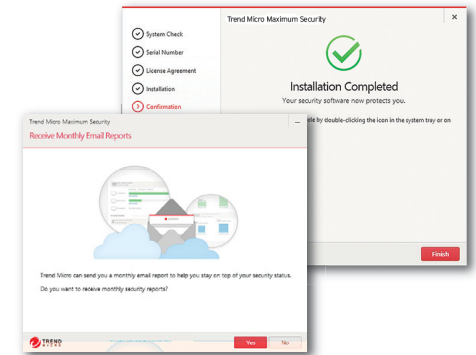 Trend Micro Maximum Security
System Check
Serial Number
License Agreement
Installation
Confirmation
Installation Completed
Your security software now protects you.
by double-clicking the icon in the system tray or on
Finish
Trend Micro Maximum Security
Receive Monthly Email Reports
Trend Micro can send you a monthly email report to help you stay on top of your security status.
Do you want to receive monthly security reports?
TREND
MICRO
Yes
No